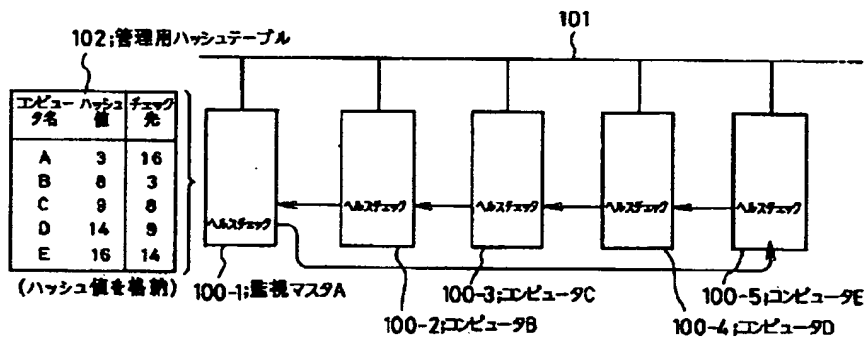 101
102;管理用ハッシュテーブル
コンピュータ名 ハッシュ値 チェック先
A 3 16
B 8 3
C 9 8
D 14 9
E 16 14
(ハッシュ値を格納)
ヘルスチェック ヘルスチェック ヘルスチェック ヘルスチェック ヘルスチェック
100-1;監視マスタA
100-2;コンピュータB
100-3;コンピュータC
100-4;コンピュータD
100-5;コンピュータE